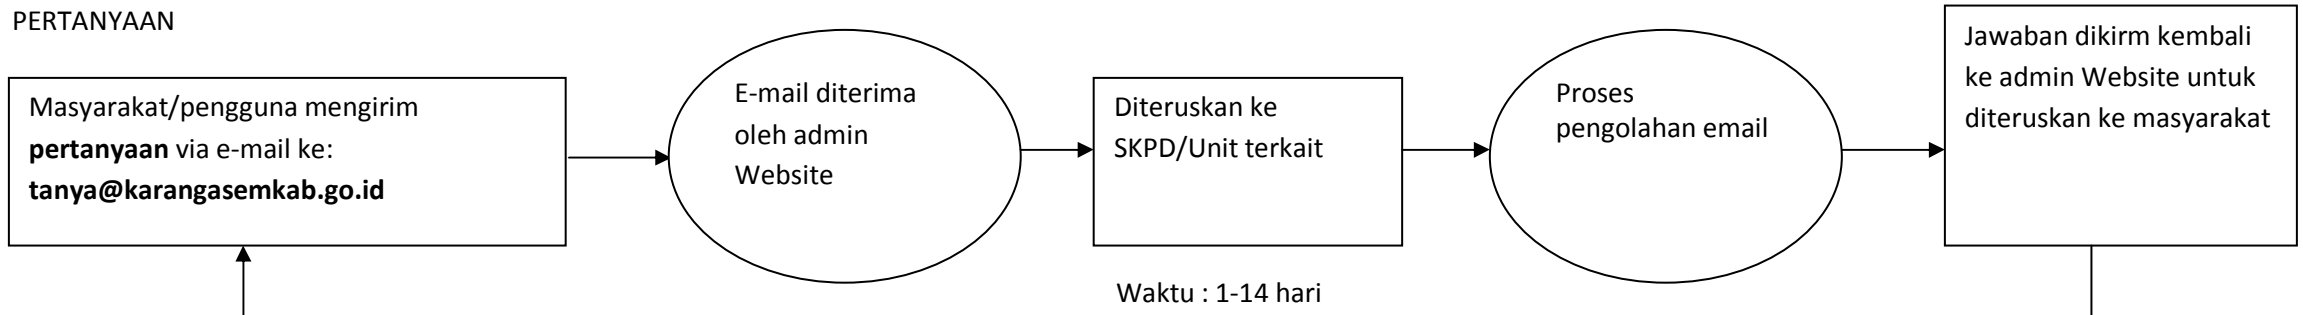 PERTANYAAN
Masyarakat/pengguna mengirim
pertanyaan via e-mail ke:
tanya@karangasemkab.go.id
E-mail diterima
oleh admin
Website
Diteruskan ke
SKPD/Unit terkait
Proses
pengolahan email
Jawaban dikirm kembali
ke admin Website untuk
diteruskan ke masyarakat
Waktu : 1-14 hari